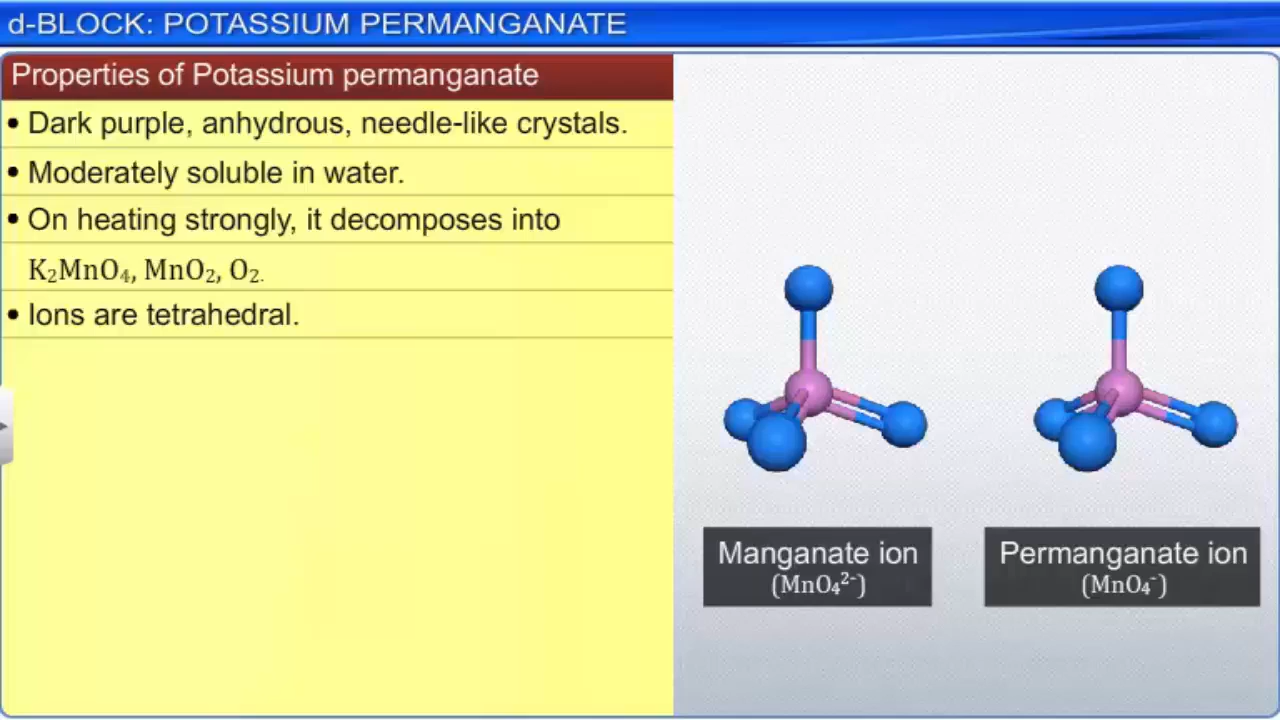 d-BLOCK: POTASSIUM PERMANGANATE
Properties of Potassium permanganate
• Dark purple, anhydrous, needle-like crystals.
• Moderately soluble in water.
• On heating strongly, it decomposes into
K₂MnO₄, MnO₂, O₂.
• Ions are tetrahedral.
Manganate ion
(MnO₄²⁻)
Permanganate ion
(MnO₄⁻)